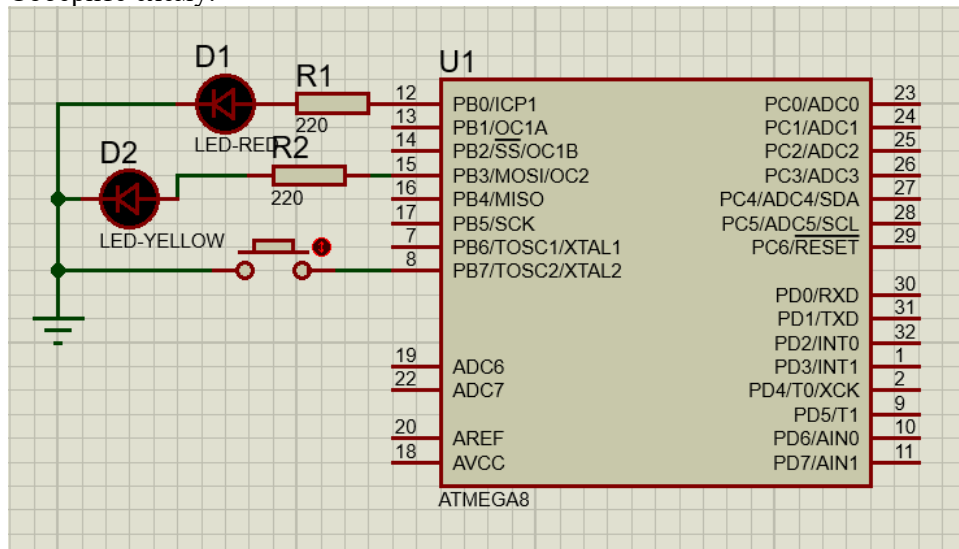 D1
R1
220
LED-RED
D2
R2
220
LED-YELLOW
U1
12 PB0/ICP1
13 PB1/OC1A
14 PB2/SS/OC1B
15 PB3/MOSI/OC2
16 PB4/MISO
17 PB5/SCK
7 PB6/TOSC1/XTAL1
8 PB7/TOSC2/XTAL2
19 ADC6
22 ADC7
20 AREF
18 AVCC
PC0/ADC0 23
PC1/ADC1 24
PC2/ADC2 25
PC3/ADC3 26
PC4/ADC4/SDA 27
PC5/ADC5/SCL 28
PC6/RESET 29
PD0/RXD 30
PD1/TXD 31
PD2/INT0 32
PD3/INT1 1
PD4/T0/XCK 2
PD5/T1 9
PD6/AIN0 10
PD7/AIN1 11
ATMEGA8